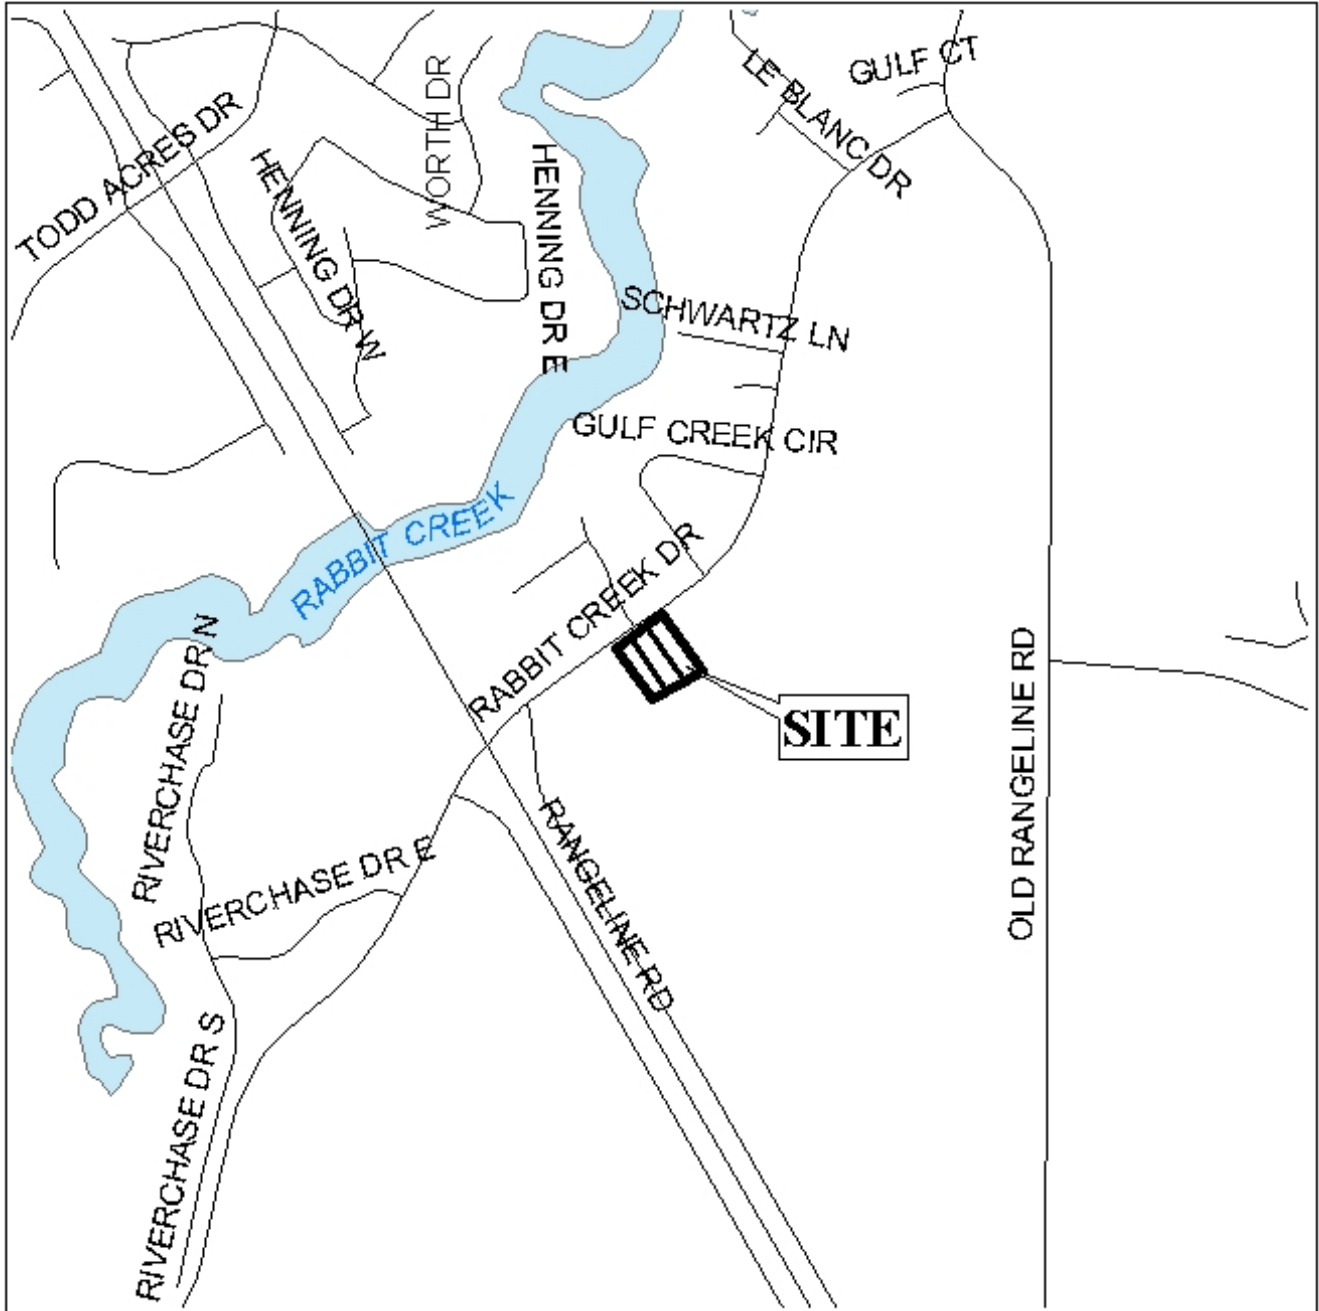 GULF CT
LE BLANC DR
WORTH DR
TODD ACRES DR
HENNING DR W
HENNING DR E
SCHWARTZ LN
GULF CREEK CIR
RABBIT CREEK
RABBIT CREEK DR
RIVERCHASE DR N
SITE
OLD RANGELINE RD
RANGELINE RD
RIVERCHASE DR E
RIVERCHASE DR S